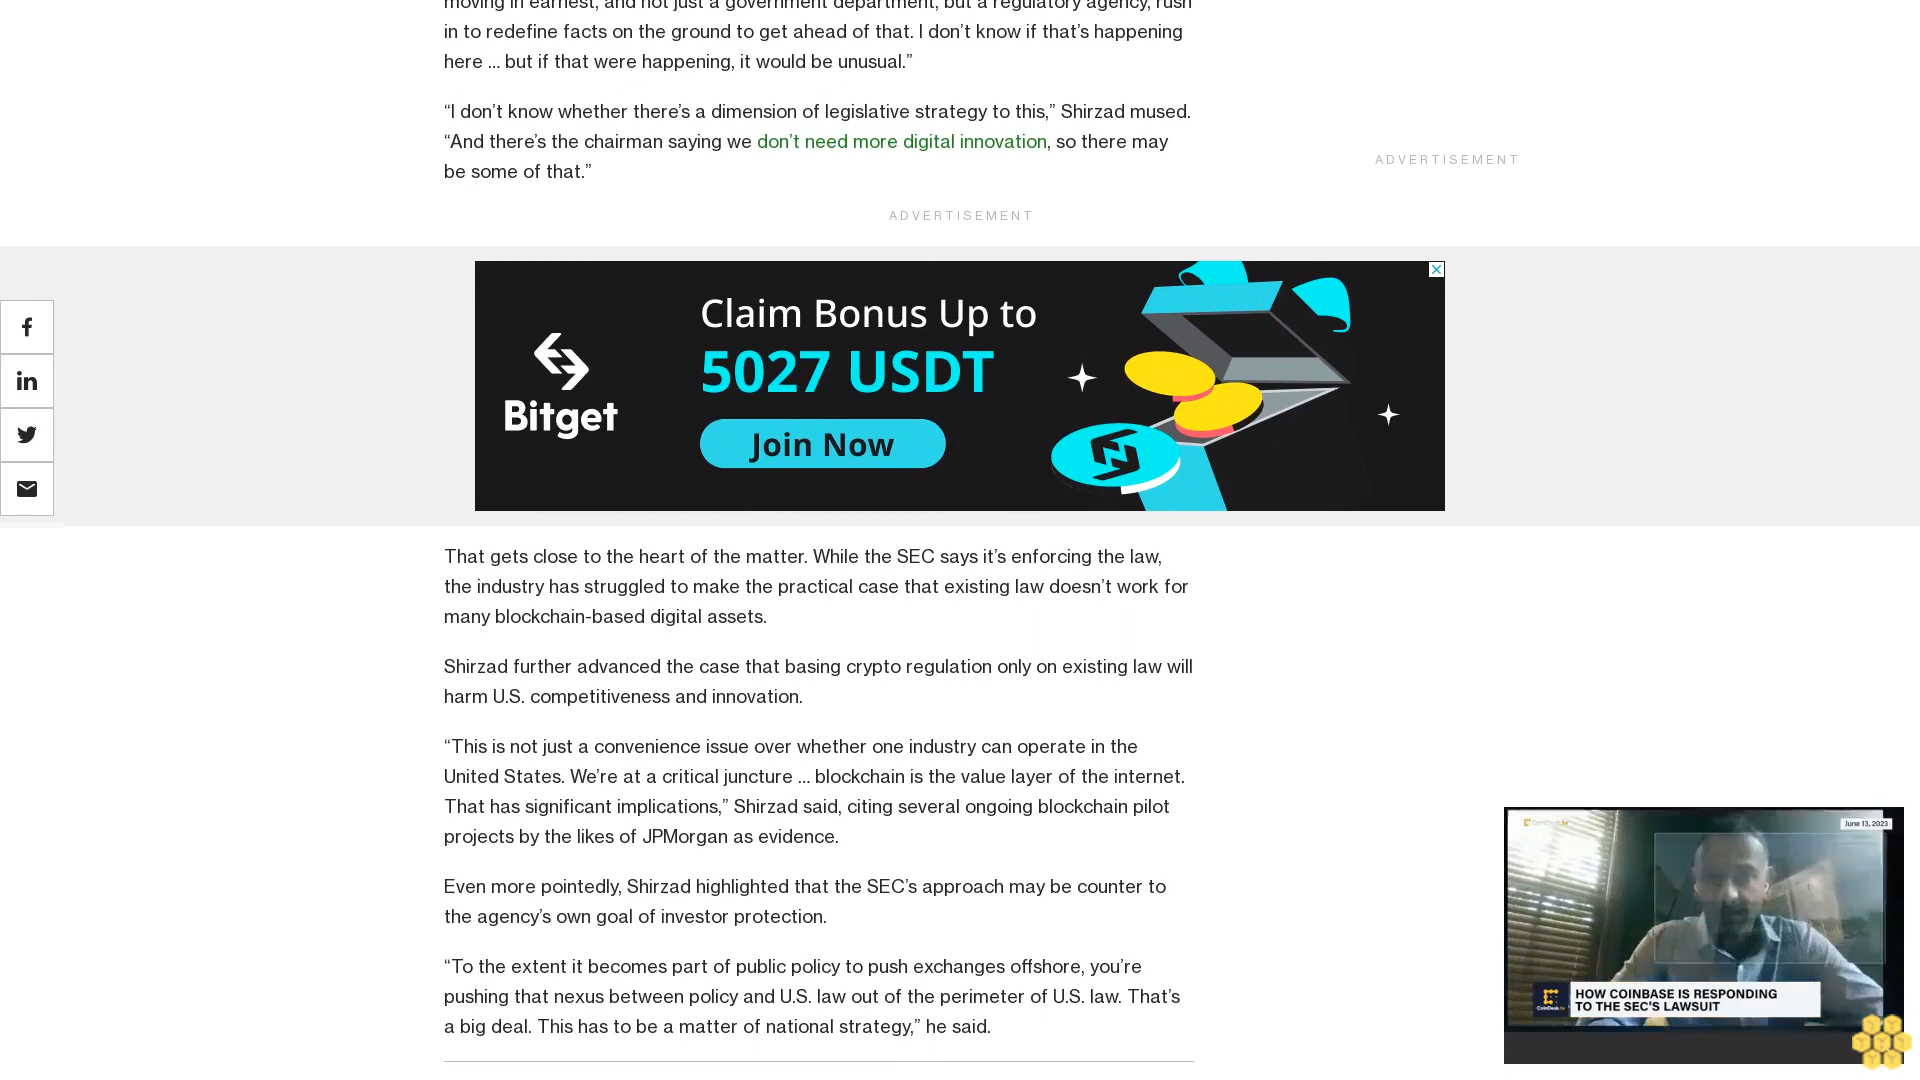 moving in earnest, and not just a government department, but a regulatory agency, rush
in to redefine facts on the ground to get ahead of that. I don’t know if that’s happening
here … but if that were happening, it would be unusual.”
“I don’t know whether there’s a dimension of legislative strategy to this,” Shirzad mused.
“And there’s the chairman saying we don’t need more digital innovation, so there may
be some of that.”
ADVERTISEMENT
ADVERTISEMENT
Claim Bonus Up to
5027 USDT
Join Now
Bitget
That gets close to the heart of the matter. While the SEC says it’s enforcing the law,
the industry has struggled to make the practical case that existing law doesn’t work for
many blockchain-based digital assets.
Shirzad further advanced the case that basing crypto regulation only on existing law will
harm U.S. competitiveness and innovation.
“This is not just a convenience issue over whether one industry can operate in the
United States. We’re at a critical juncture … blockchain is the value layer of the internet.
That has significant implications,” Shirzad said, citing several ongoing blockchain pilot
projects by the likes of JPMorgan as evidence.
Even more pointedly, Shirzad highlighted that the SEC’s approach may be counter to
the agency’s own goal of investor protection.
“To the extent it becomes part of public policy to push exchanges offshore, you’re
pushing that nexus between policy and U.S. law out of the perimeter of U.S. law. That’s
a big deal. This has to be a matter of national strategy,” he said.
CoinDesk tv
June 13, 2023
HOW COINBASE IS RESPONDING
TO THE SEC'S LAWSUIT
CoinDesk tv